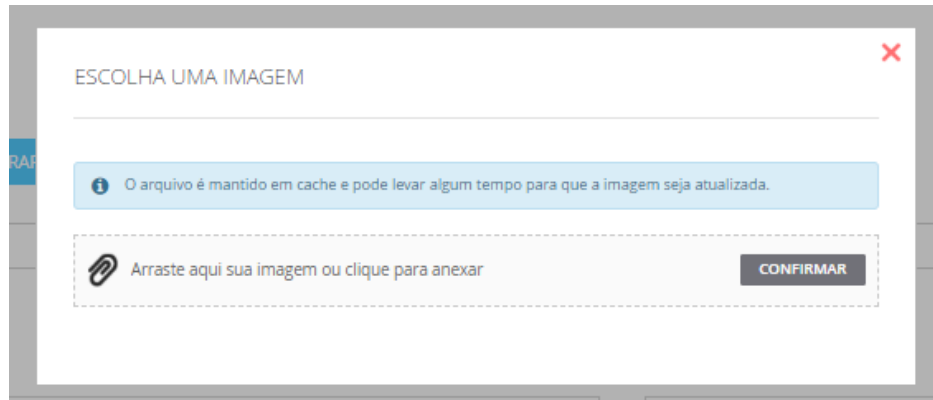 ESCOLHA UMA IMAGEM
O arquivo é mantido em cache e pode levar algum tempo para que a imagem seja atualizada.
Arraste aqui sua imagem ou clique para anexar
CONFIRMAR